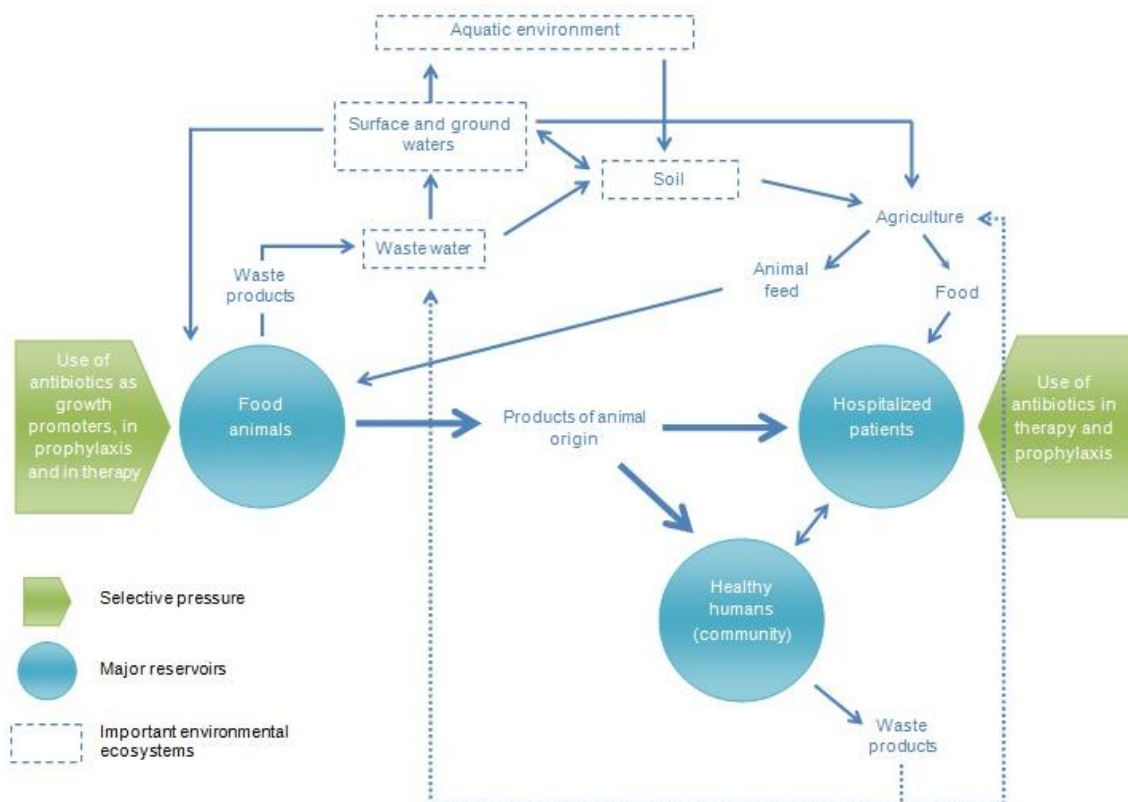 Aquatic environment
Surface and ground
waters
Soil
Agriculture
Waste water
Waste
products
Animal
feed
Food
Use of
antibiotics as
growth
promoters, in
prophylaxis
and in therapy
Food
animals
Products of animal
origin
Hospitalized
patients
Use of
antibiotics in
therapy and
prophylaxis
Healthy
humans
(community)
Selective pressure
Major reservoirs
Important environmental
ecosystems
Waste
products